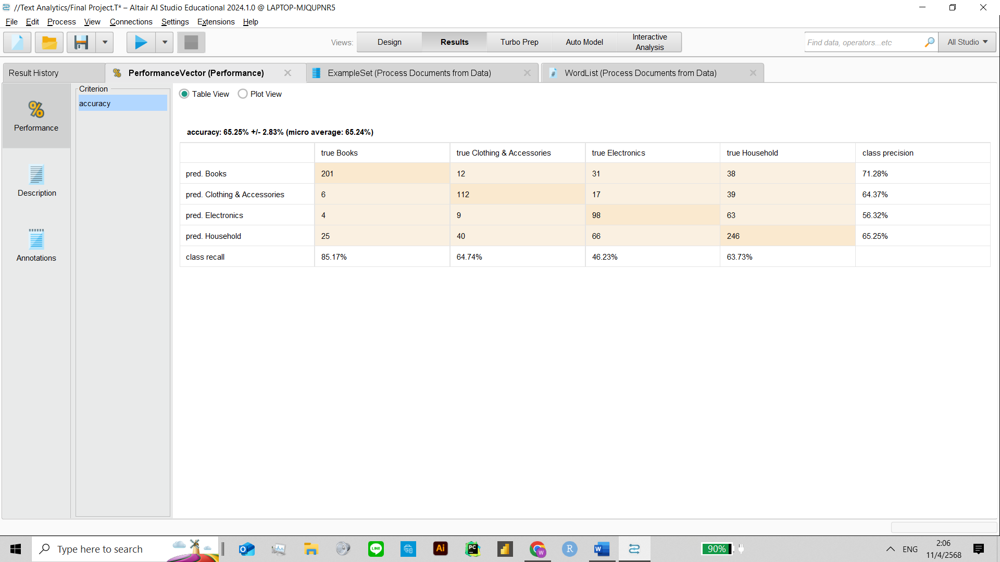 //Text Analytics/Final Project.T* – Altair AI Studio Educational 2024.1.0 @ LAPTOP-MJQUPNR5
File Edit Process View Connections Settings Extensions Help
Views: Design Results Turbo Prep Auto Model Interactive Analysis
Find data, operators...etc All Studio
Result History PerformanceVector (Performance) ExampleSet (Process Documents from Data) WordList (Process Documents from Data)
Performance
Description
Annotations
Criterion
accuracy
Table View Plot View
accuracy: 65.25% +/- 2.83% (micro average: 65.24%)
true Books true Clothing & Accessories true Electronics true Household class precision
pred. Books 201 12 31 38 71.28%
pred. Clothing & Accessories 6 112 17 39 64.37%
pred. Electronics 4 9 98 63 56.32%
pred. Household 25 40 66 246 65.25%
class recall 85.17% 64.74% 46.23% 63.73%
Type here to search
LINE
Ai
PC
W
R
W
90%
ENG
2:06
11/4/2568